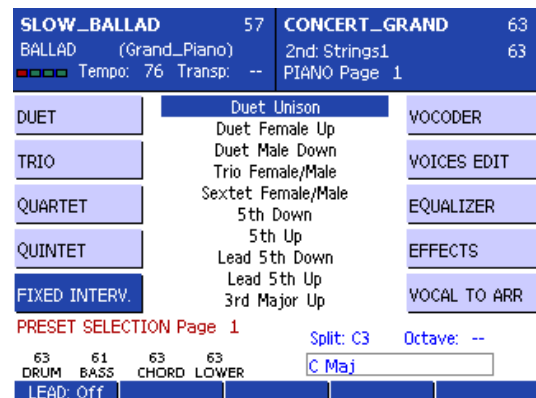 SLOW_BALLAD 57
BALLAD (Grand_Piano)
Tempo: 76 Transp: --
CONCERT_GRAND 63
2nd: Strings1 63
PIANO Page 1
DUET
TRIO
QUARTET
QUINTET
FIXED INTERV.
Duet Unison
Duet Female Up
Duet Male Down
Trio Fem/Male
Sextet Female/Male
5th Down
5th Up
Lead 5th Down
Lead 5th Up
3rd Major Up
VOCODER
VOICES EDIT
EQUALIZER
EFFECTS
VOCAL TO ARR
PRESET SELECTION Page 1
Split: C3 Octave: --
63 61 63 63
DRUM BASS CHORD LOWER
C Maj
LEAD: Off